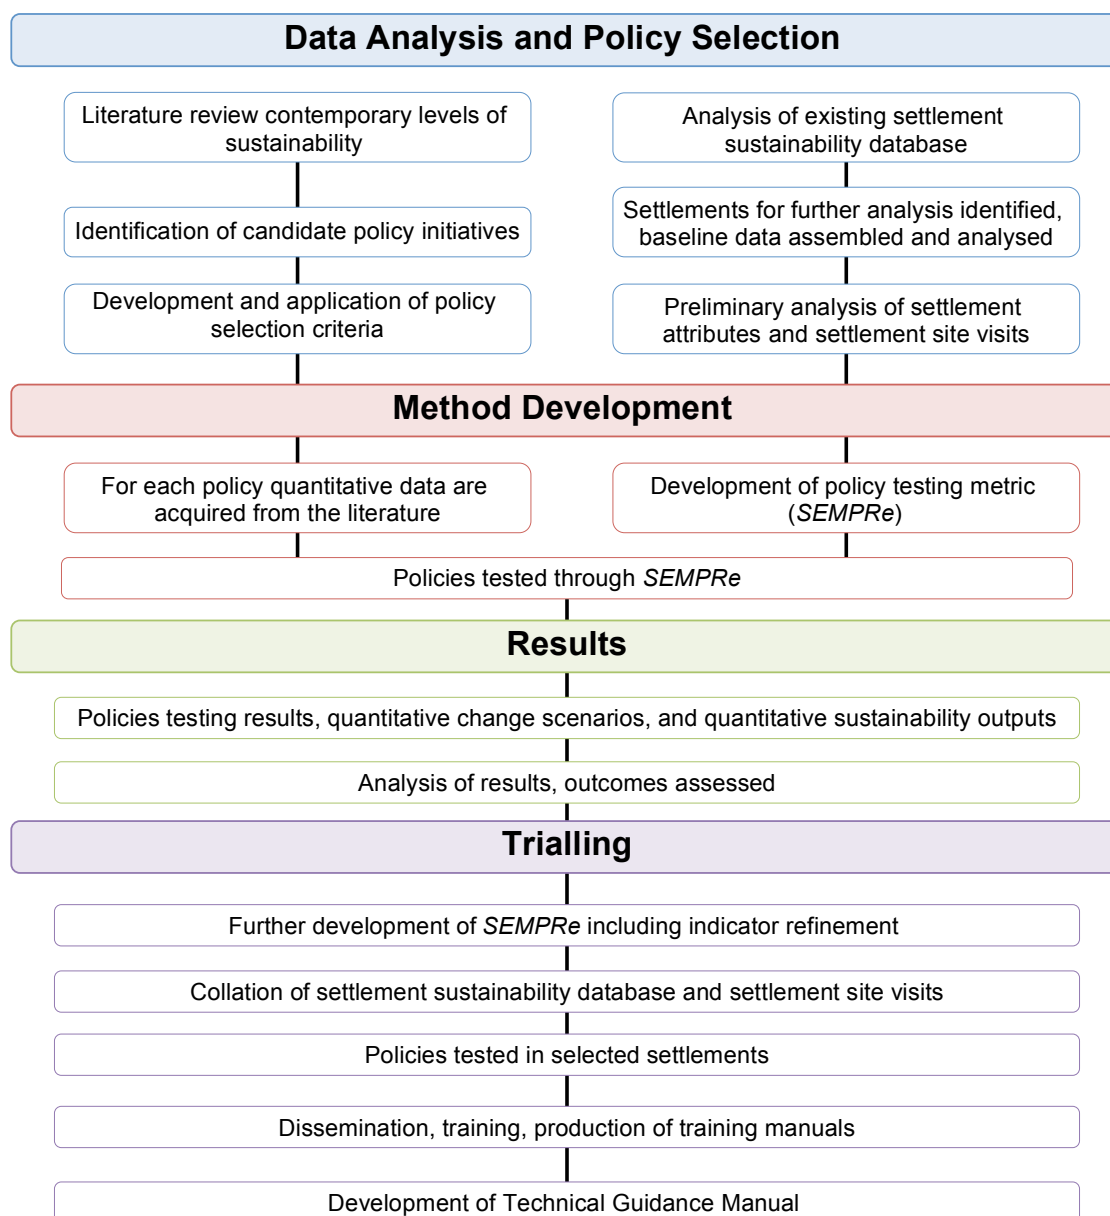 Data Analysis and Policy Selection
Literature review contemporary levels of
sustainability
Analysis of existing settlement
sustainability database
Identification of candidate policy initiatives
Settlements for further analysis identified,
baseline data assembled and analysed
Development and application of policy
selection criteria
Preliminary analysis of settlement
attributes and settlement site visits
Method Development
For each policy quantitative data are
acquired from the literature
Development of policy testing metric
(SEMPRe)
Policies tested through SEMPRe
Results
Policies testing results, quantitative change scenarios, and quantitative sustainability outputs
Analysis of results, outcomes assessed
Trialling
Further development of SEMPRe including indicator refinement
Collation of settlement sustainability database and settlement site visits
Policies tested in selected settlements
Dissemination, training, production of training manuals
Development of Technical Guidance Manual